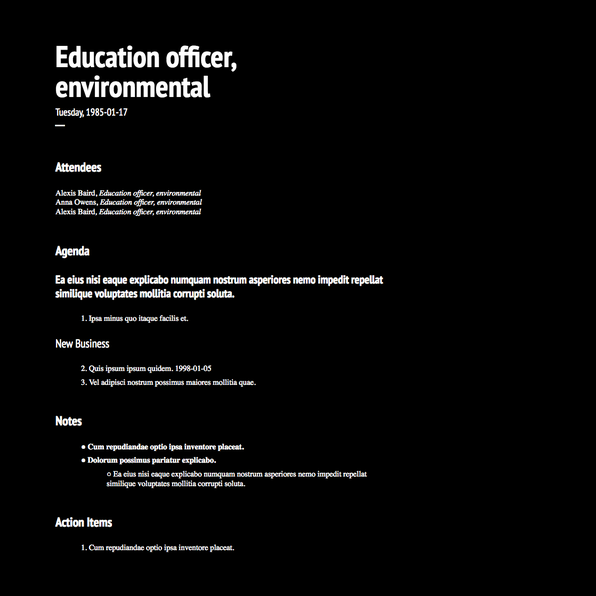 Education officer,
environmental
Tuesday, 1985-01-17
Attendees
Alexis Baird, Education officer, environmental
Anna Owens, Education officer, environmental
Alexis Baird, Education officer, environmental
Agenda
Ea eius nisi eaque explicabo numquam nostrum asperiores nemo impedit repellat
similique voluptates mollitia corrupti soluta.
1. Ipsa minus quo itaque facilis et.
New Business
2. Quis ipsum ipsum quidem. 1998-01-05
3. Vel adipisci nostrum possimus maiores mollitia quae.
Notes
● Cum repudiandae optio ipsa inventore placeat.
● Dolorum possimus pariatur explicabo.
○ Ea eius nisi eaque explicabo numquam nostrum asperiores nemo impedit repellat
similique voluptates mollitia corrupti soluta.
Action Items
1. Cum repudiandae optio ipsa inventore placeat.